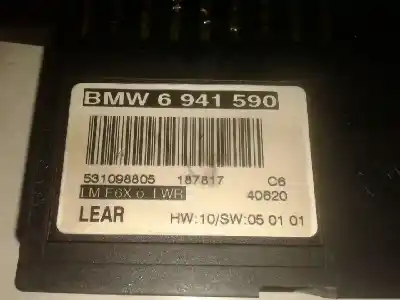 BMW 6 941 590
531098805 187817 C6
LM E6X o. LWR 40620
LEAR HW:10/SW:05 01 01